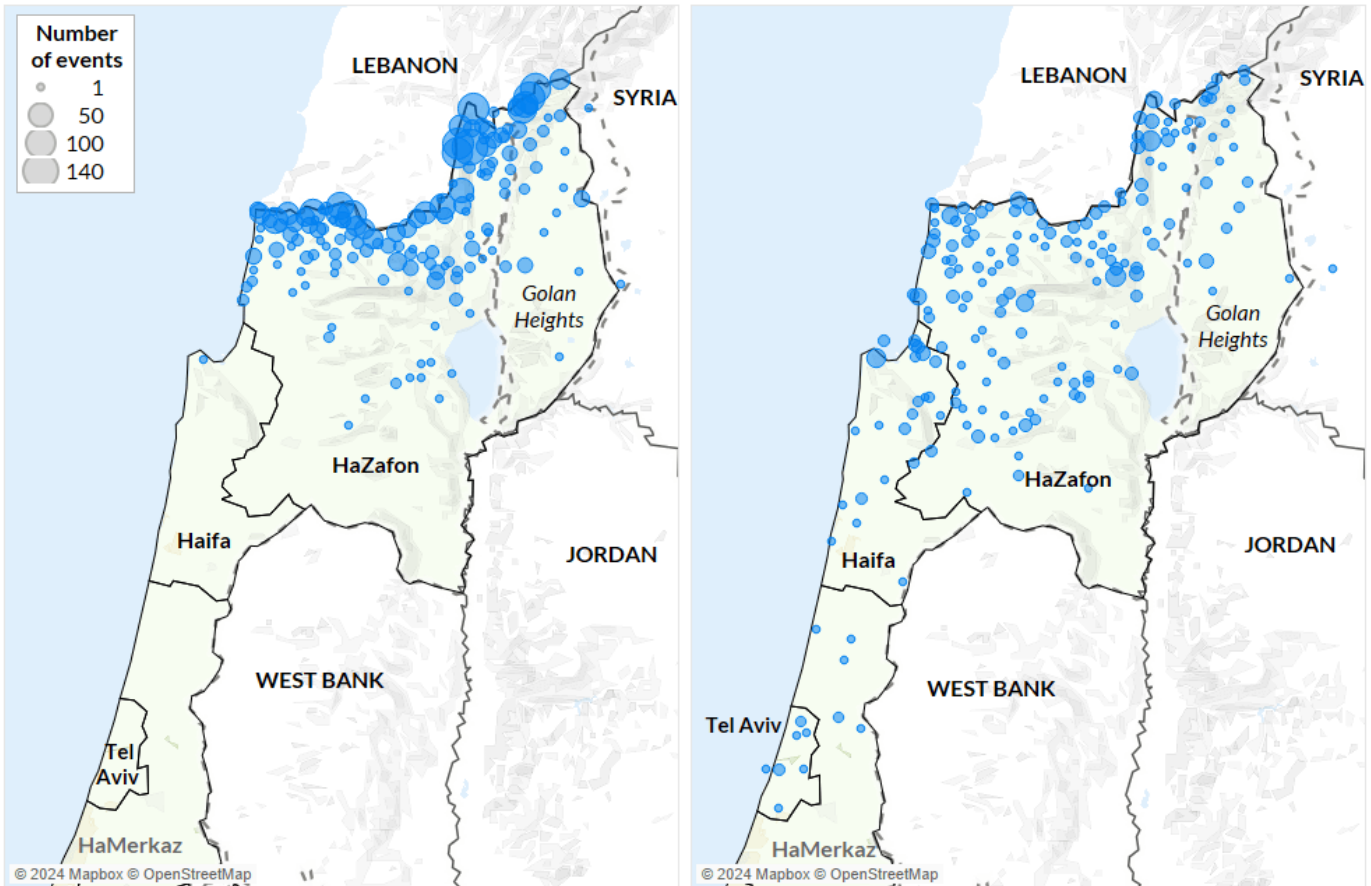 Number
of events
1
50
100
140
LEBANON
SYRIA
Golan
Heights
HaZafon
Haifa
JORDAN
WEST BANK
Tel
Aviv
HaMerkaz
© 2024 Mapbox © OpenStreetMap
LEBANON
SYRIA
Golan
Heights
HaZafon
JORDAN
Haifa
WEST BANK
Tel Aviv
HaMerkaz
© 2024 Mapbox © OpenStreetMap